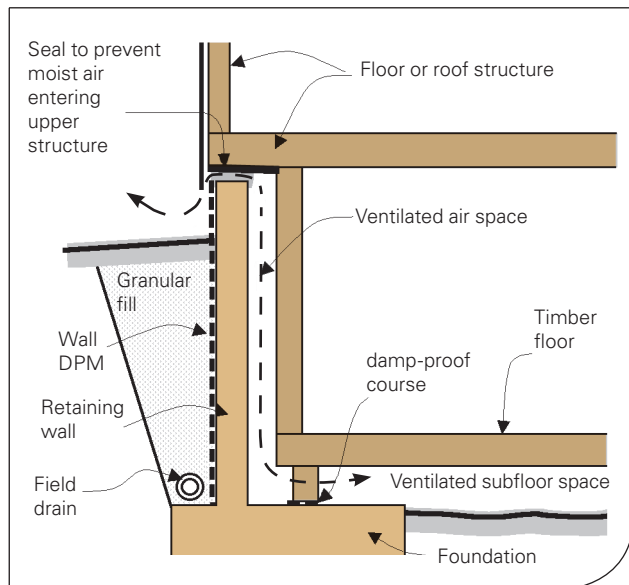 Seal to prevent
moist air
entering
upper
structure
Floor or roof structure
Ventilated air space
Granular
fill
Wall
DPM
Timber
floor
damp-proof
course
Retaining
wall
Field
drain
Ventilated subfloor space
Foundation